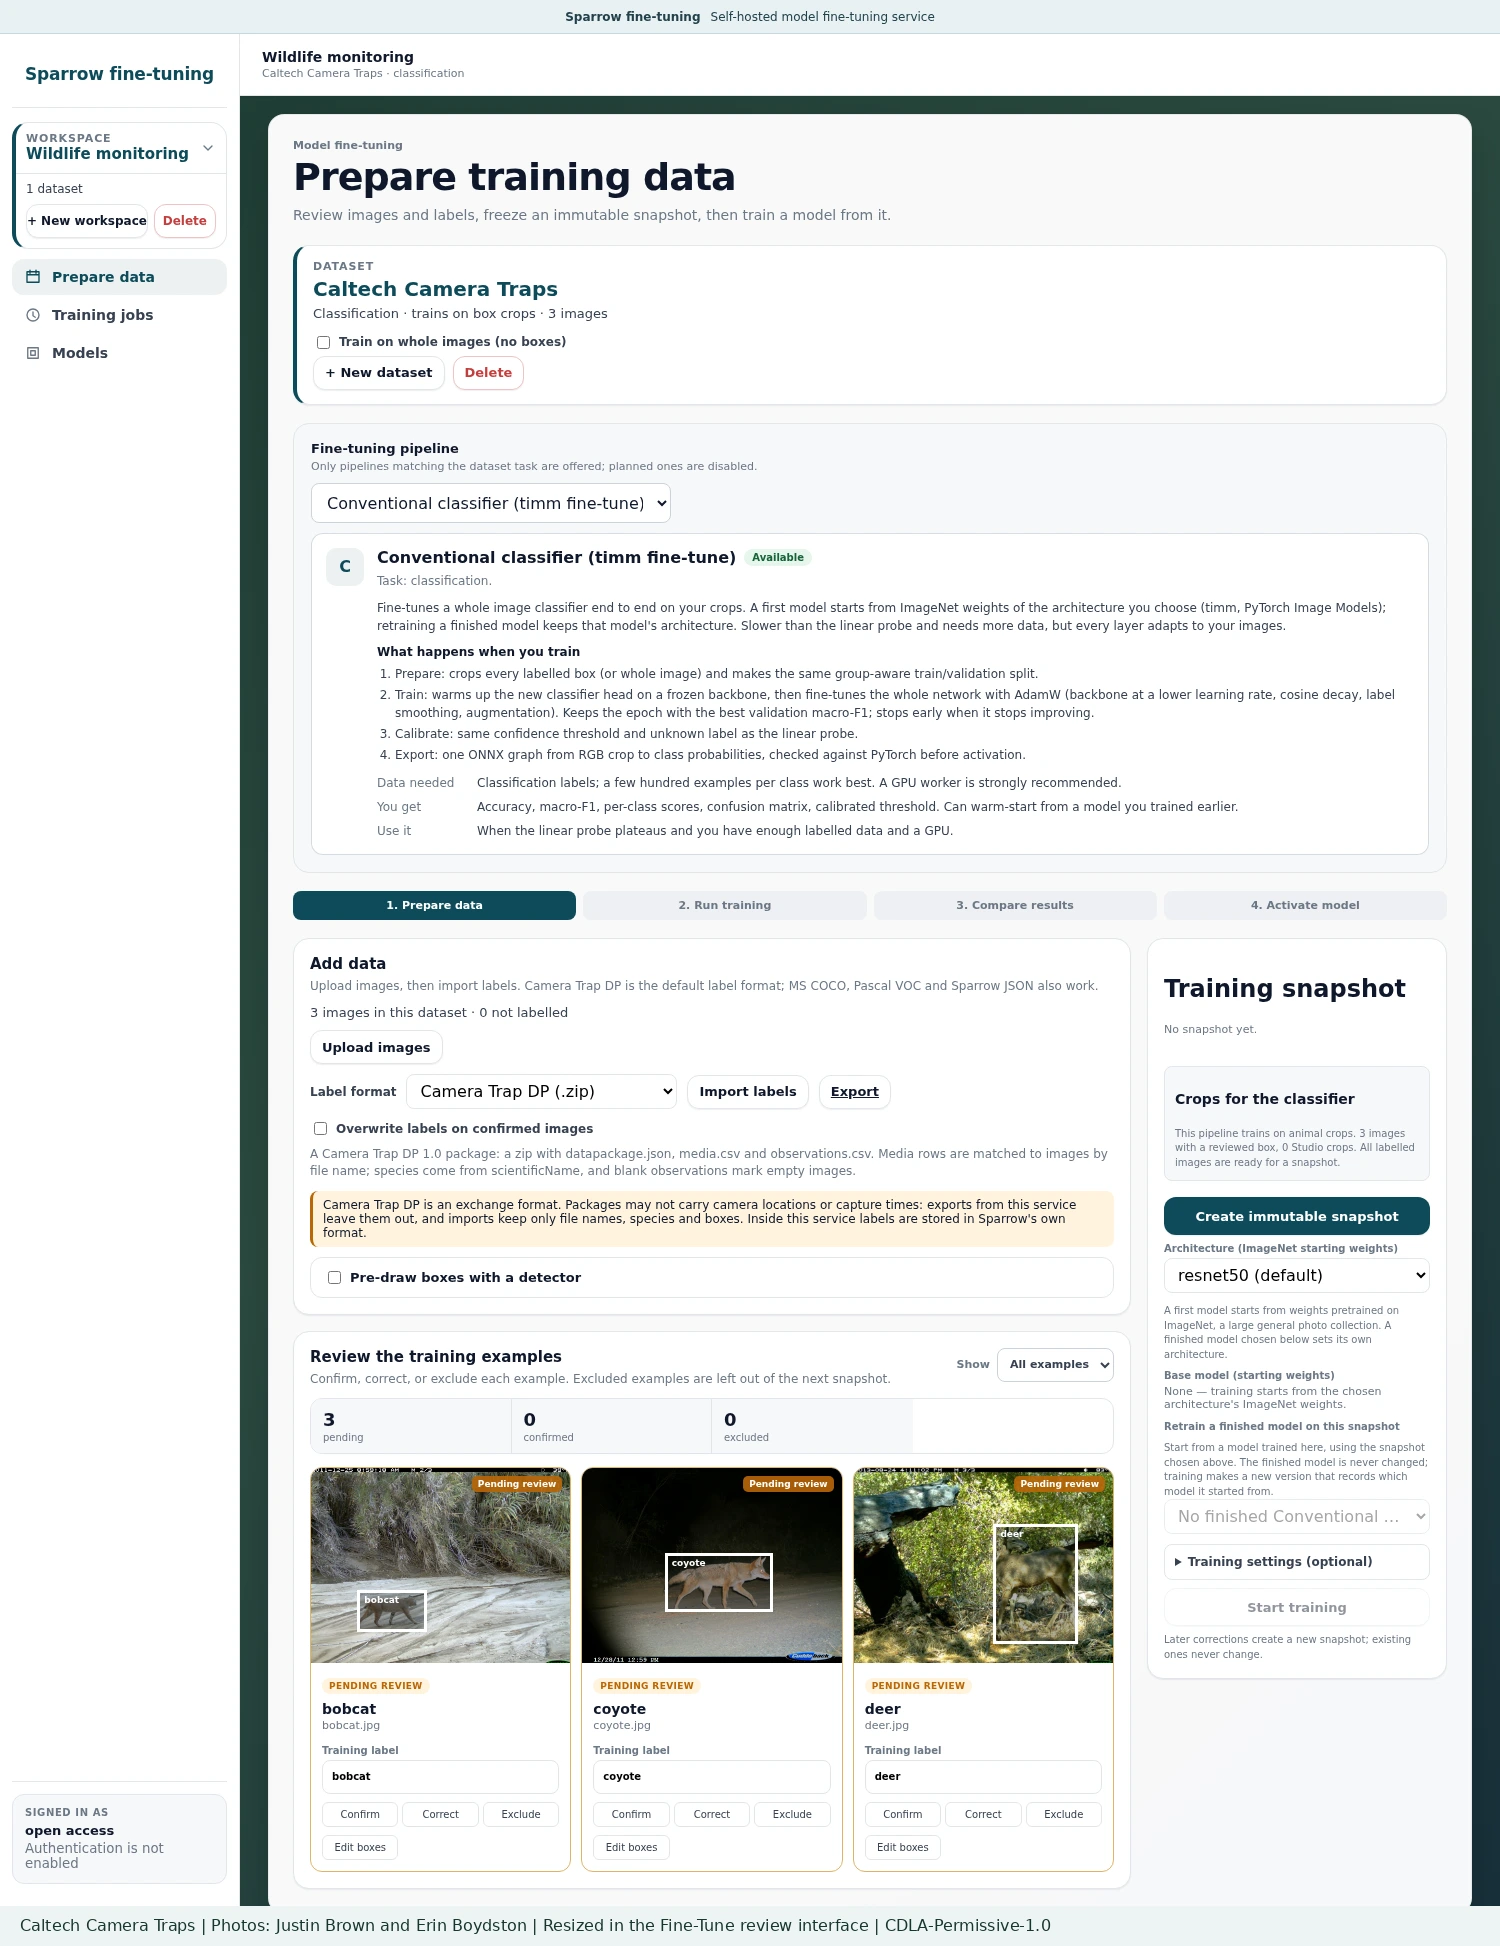 Sparrow fine-tuning Self-hosted model fine-tuning service
Sparrow fine-tuning
WORKSPACE
Wildlife monitoring
1 dataset
+ New workspace
Delete
Prepare data
Training jobs
Models
SIGNED IN AS
open access
Authentication is not
enabled
Wildlife monitoring
Caltech Camera Traps · classification
Model fine-tuning
Prepare training data
Review images and labels, freeze an immutable snapshot, then train a model from it.
DATASET
Caltech Camera Traps
Classification · trains on box crops · 3 images
Train on whole images (no boxes)
+ New dataset
Delete
Fine-tuning pipeline
Only pipelines matching the dataset task are offered; planned ones are disabled.
Conventional classifier (timm fine-tune)
C
Conventional classifier (timm fine-tune) Available
Task: classification.
Fine-tunes a whole image classifier end to end on your crops. A first model starts from ImageNet weights of the architecture you choose (timm, PyTorch Image Models);
retraining a finished model keeps that model's architecture. Slower than the linear probe and needs more data, but every layer adapts to your images.
What happens when you train
1. Prepare: crops every labelled box (or whole image) and makes the same group-aware train/validation split.
2. Train: warms up the new classifier head on a frozen backbone, then fine-tunes the whole network with AdamW (backbone at a lower learning rate, cosine decay, label
smoothing, augmentation). Keeps the epoch with the best validation macro-F1; stops early when it stops improving.
3. Calibrate: same confidence threshold and unknown label as the linear probe.
4. Export: one ONNX graph from RGB crop to class probabilities, checked against PyTorch before activation.
Data needed Classification labels; a few hundred examples per class work best. A GPU worker is strongly recommended.
You get Accuracy, macro-F1, per-class scores, confusion matrix, calibrated threshold. Can warm-start from a model you trained earlier.
Use it When the linear probe plateaus and you have enough labelled data and a GPU.
1. Prepare data
2. Run training
3. Compare results
4. Activate model
Add data
Upload images, then import labels. Camera Trap DP is the default label format; MS COCO, Pascal VOC and Sparrow JSON also work.
3 images in this dataset · 0 not labelled
Upload images
Label format Camera Trap DP (.zip) Import labels Export
Overwrite labels on confirmed images
A Camera Trap DP 1.0 package: a zip with datapackage.json, media.csv and observations.csv. Media rows are matched to images by
file name; species come from scientificName, and blank observations mark empty images.
Camera Trap DP is an exchange format. Packages may not carry camera locations or capture times: exports from this service
leave them out, and imports keep only file names, species and boxes. Inside this service labels are stored in Sparrow's own
format.
Pre-draw boxes with a detector
Review the training examples
Confirm, correct, or exclude each example. Excluded examples are left out of the next snapshot.
Show All examples
3
pending
0
confirmed
0
excluded
Pending review
bobcat
PENDING REVIEW
bobcat
bobcat.jpg
Training label
bobcat
Confirm Correct Exclude
Edit boxes
Pending review
coyote
12/28/11 12:59 PM
PENDING REVIEW
coyote
coyote.jpg
Training label
coyote
Confirm Correct Exclude
Edit boxes
Pending review
deer
PENDING REVIEW
deer
deer.jpg
Training label
deer
Confirm Correct Exclude
Edit boxes
Training snapshot
No snapshot yet.
Crops for the classifier
This pipeline trains on animal crops. 3 images
with a reviewed box, 0 Studio crops. All labelled
images are ready for a snapshot.
Create immutable snapshot
Architecture (ImageNet starting weights)
resnet50 (default)
A first model starts from weights pretrained on
ImageNet, a large general photo collection. A
finished model chosen below sets its own
architecture.
Base model (starting weights)
None — training starts from the chosen
architecture's ImageNet weights.
Retrain a finished model on this snapshot
Start from a model trained here, using the snapshot
chosen above. The finished model is never changed;
training makes a new version that records which
model it started from.
No finished Conventional ...
Training settings (optional)
Start training
Later corrections create a new snapshot; existing
ones never change.
Caltech Camera Traps | Photos: Justin Brown and Erin Boydston | Resized in the Fine-Tune review interface | CDLA-Permissive-1.0